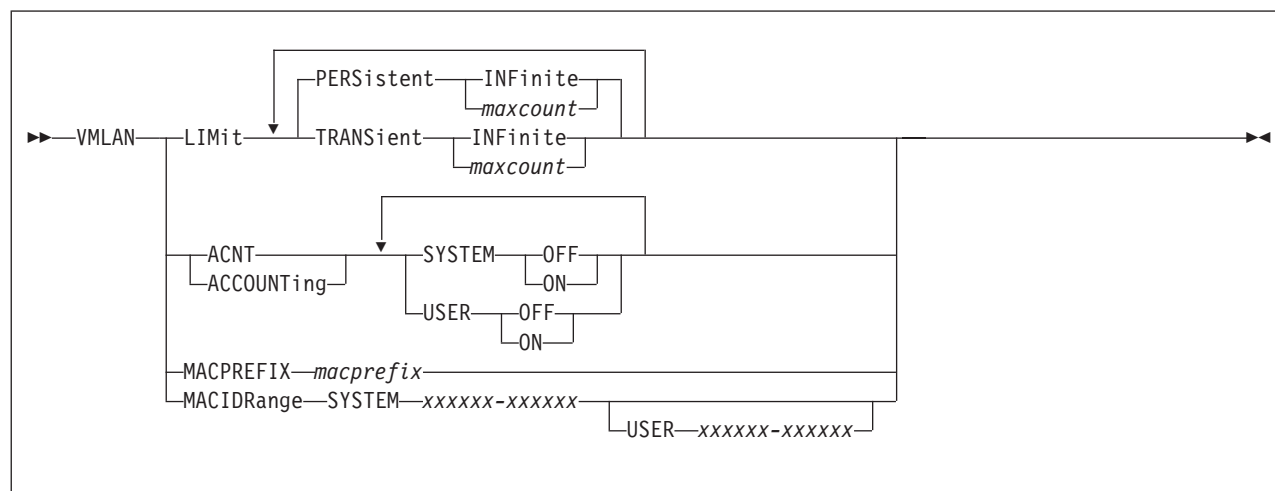 PERSistent INFinite
maxcount
VMLAN LIMit TRANSient INFinite
maxcount
ACNT SYSTEM OFF
ACCOUNTing ON
USER OFF
ON
MACPREFIX macprefix
MACIDRange SYSTEM xxxxxx-xxxxxx
USER xxxxxx-xxxxxx